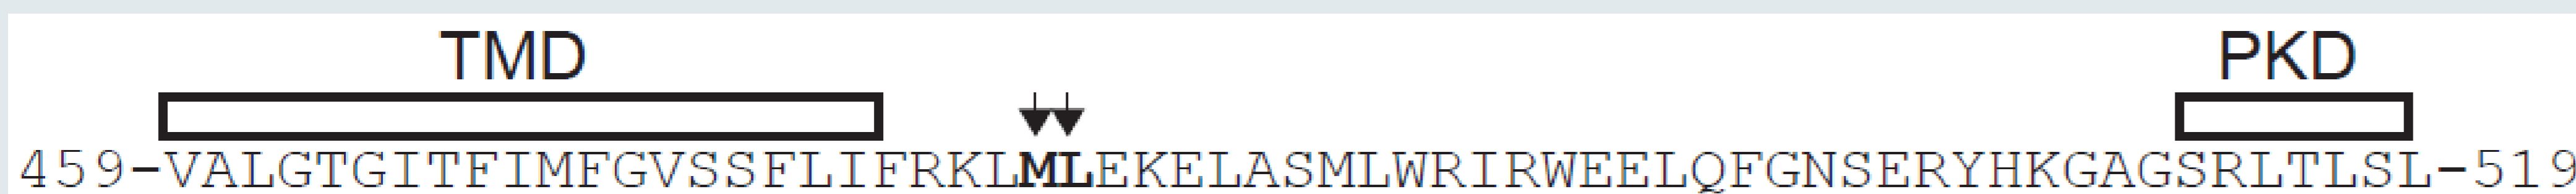 TMD PKD
459-VALGTGITFIMFGVSSFLIFRKLMLEKELASMLWRIRWEELQFGNSERYHKGAGSRLTLSL-519